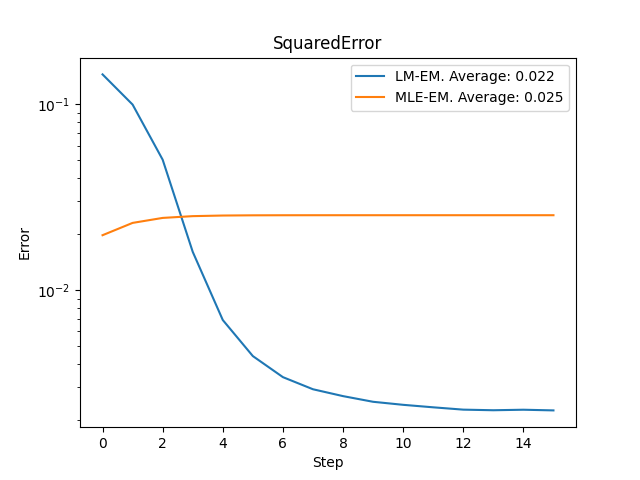 SquaredError
LM-EM. Average: 0.022
MLE-EM. Average: 0.025
10⁻¹
10⁻²
Error
0 2 4 6 8 10 12 14
Step